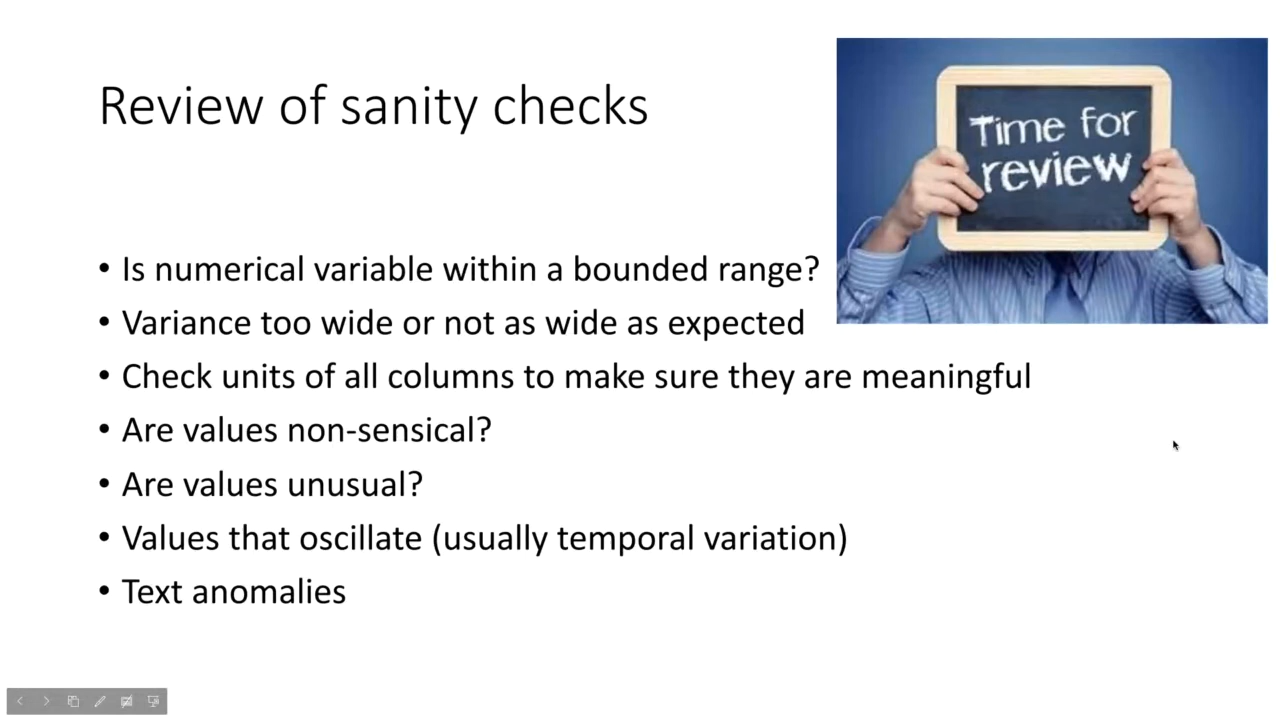 Review of sanity checks
Time for
review
• Is numerical variable within a bounded range?
• Variance too wide or not as wide as expected
• Check units of all columns to make sure they are meaningful
• Are values non-sensical?
• Are values unusual?
• Values that oscillate (usually temporal variation)
• Text anomalies